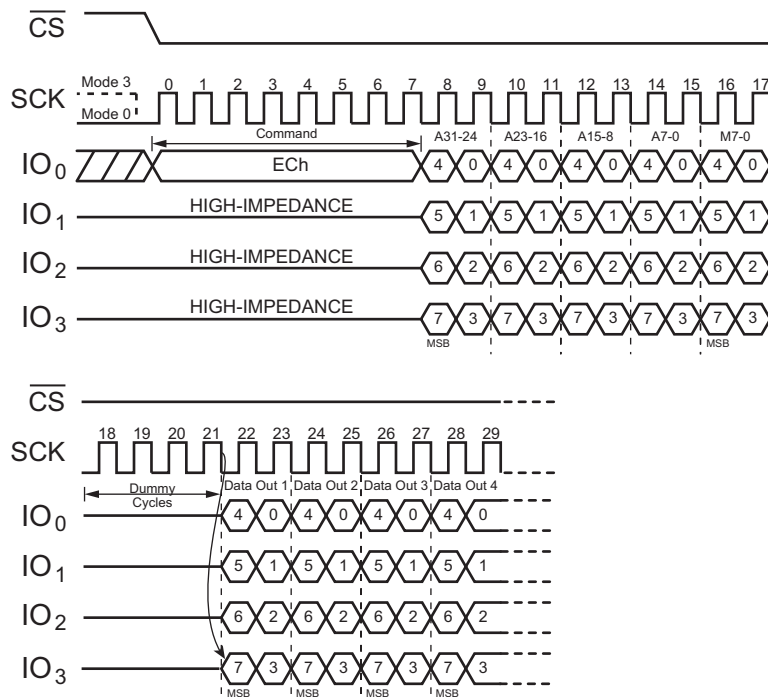 CS
SCK
Mode 3
Mode 0
0 1 2 3 4 5 6 7 8 9 10 11 12 13 14 15 16 17
Command
A31-24 A23-16 A15-8 A7-0 M7-0
IO0 ECh 4 0 4 0 4 0 4 0 4 0
IO1 HIGH-IMPEDANCE 5 1 5 1 5 1 5 1 5 1
IO2 HIGH-IMPEDANCE 6 2 6 2 6 2 6 2 6 2
IO3 HIGH-IMPEDANCE 7 3 7 3 7 3 7 3 7 3
MSB MSB
CS
SCK
18 19 20 21 22 23 24 25 26 27 28 29
Dummy
Cycles
Data Out 1 Data Out 2 Data Out 3 Data Out 4
IO0 4 0 4 0 4 0 4 0
IO1 5 1 5 1 5 1 5 1
IO2 6 2 6 2 6 2 6 2
IO3 7 3 7 3 7 3 7 3
MSB MSB MSB MSB